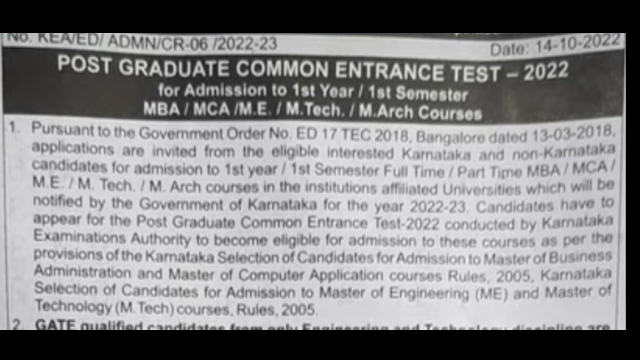 No. KEA/ED/ ADMN/CR-06 /2022-23
Date: 14-10-2022
POST GRADUATE COMMON ENTRANCE TEST – 2022
for Admission to 1st Year / 1st Semester
MBA / MCA /M.E. / M.Tech. / M.Arch Courses
1. Pursuant to the Government Order No. ED 17 TEC 2018, Bangalore dated 13-03-2018,
applications are invited from the eligible interested Karnataka and non-Karnataka
candidates for admission to 1st year / 1st Semester Full Time / Part Time MBA / MCA /
M.E. / M. Tech. / M. Arch courses in the institutions affiliated Universities which will be
notified by the Government of Karnataka for the year 2022-23. Candidates have to
appear for the Post Graduate Common Entrance Test-2022 conducted by Karnataka
Examinations Authority to become eligible for admission to these courses as per the
provisions of the Karnataka Selection of Candidates for Admission to Master of Business
Administration and Master of Computer Application courses Rules, 2005, Karnataka
Selection of Candidates for Admission to Master of Engineering (ME) and Master of
Technology (M.Tech) courses, Rules, 2005.
2. GATE qualified candidates from only Engineering and Technology discipline are